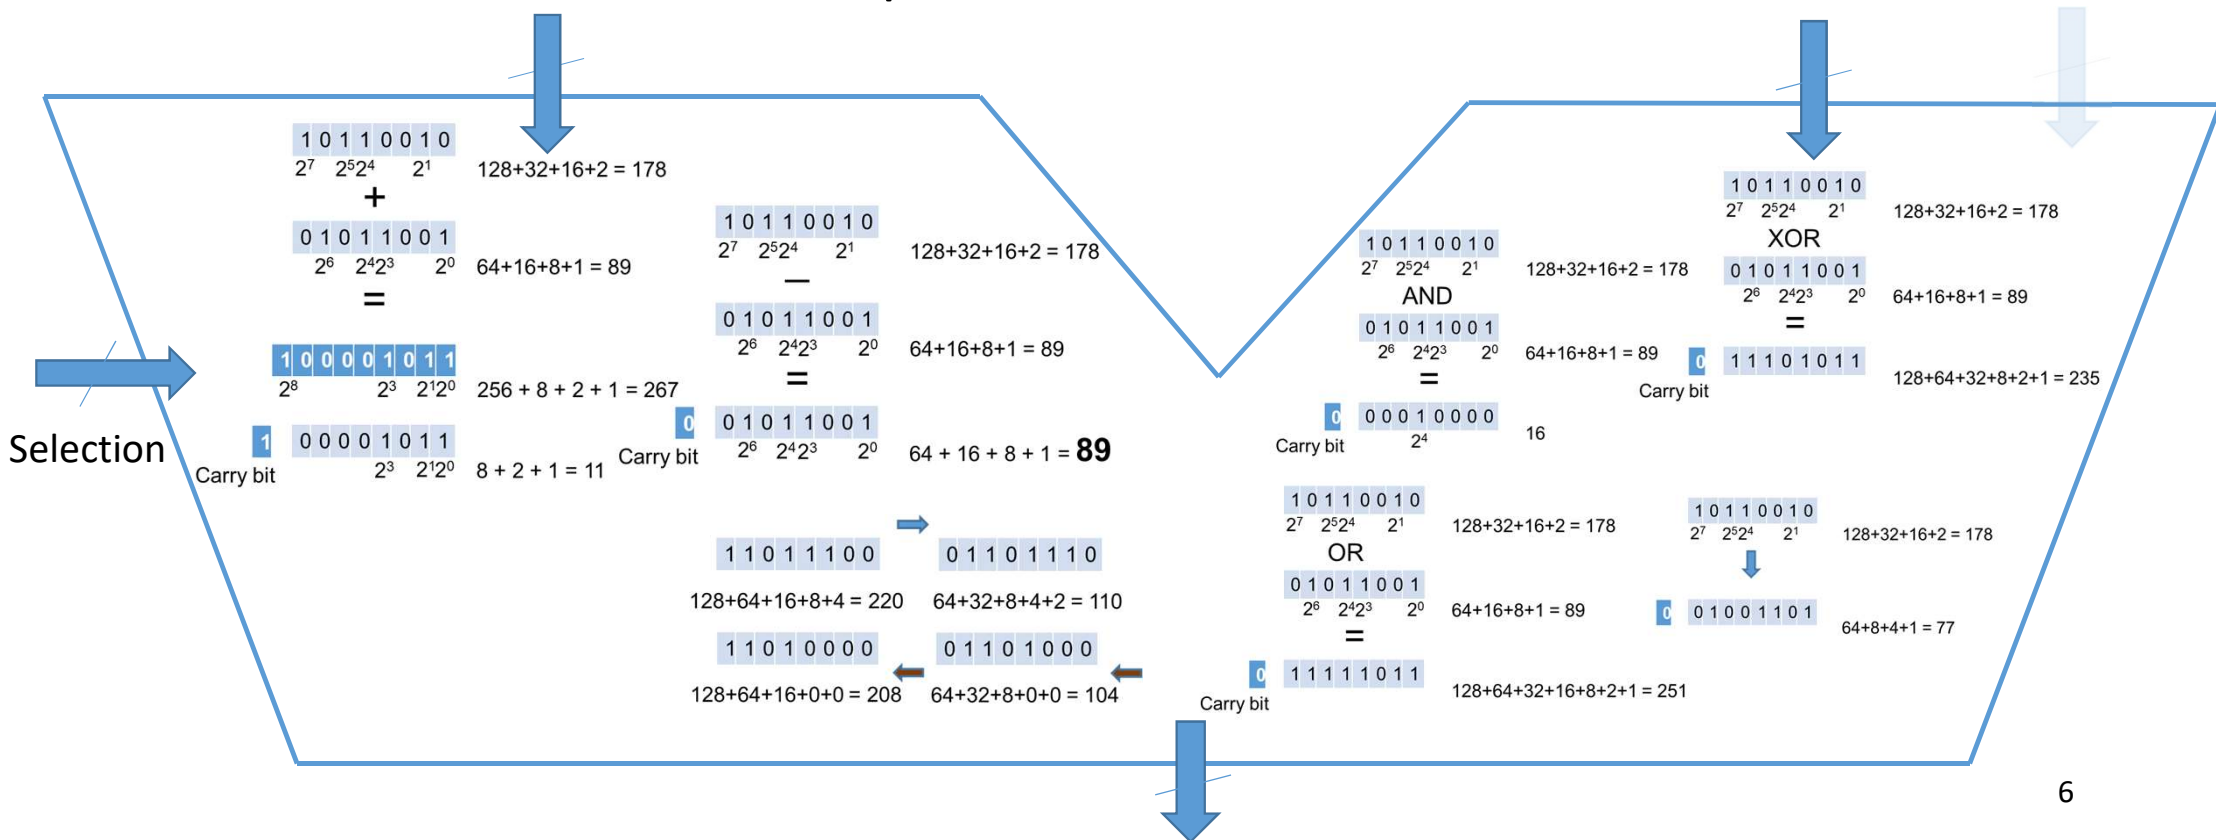 Selection
1 0 1 1 0 0 1 0
2⁷ 2⁵2⁴ 2¹
128+32+16+2 = 178
+
0 1 0 1 1 0 0 1
2⁶ 2⁴2³ 2⁰
64+16+8+1 = 89
=
1 0 0 0 0 1 0 1 1
2⁸ 2³ 2¹2⁰
256 + 8 + 2 + 1 = 267
1 0 0 0 0 1 0 1 1
Carry bit
2³ 2¹2⁰
8 + 2 + 1 = 11
1 0 1 1 0 0 1 0
2⁷ 2⁵2⁴ 2¹
128+32+16+2 = 178
—
0 1 0 1 1 0 0 1
2⁶ 2⁴2³ 2⁰
64+16+8+1 = 89
=
0 0 1 0 1 1 0 0 1
Carry bit
2⁶ 2⁴2³ 2⁰
64 + 16 + 8 + 1 = 89
1 1 0 1 1 1 0 0
0 1 1 0 1 1 1 0
128+64+16+8+4 = 220
64+32+8+4+2 = 110
1 1 0 1 0 0 0 0
0 1 1 0 1 0 0 0
128+64+16+0+0 = 208
64+32+8+0+0 = 104
1 0 1 1 0 0 1 0
2⁷ 2⁵2⁴ 2¹
128+32+16+2 = 178
AND
0 1 0 1 1 0 0 1
2⁶ 2⁴2³ 2⁰
64+16+8+1 = 89
=
0 0 0 0 1 0 0 0 0
Carry bit
2⁴
16
1 0 1 1 0 0 1 0
2⁷ 2⁵2⁴ 2¹
128+32+16+2 = 178
XOR
0 1 0 1 1 0 0 1
2⁶ 2⁴2³ 2⁰
64+16+8+1 = 89
=
0 1 1 1 0 1 0 1 1
Carry bit
128+64+32+8+2+1 = 235
1 0 1 1 0 0 1 0
2⁷ 2⁵2⁴ 2¹
128+32+16+2 = 178
OR
0 1 0 1 1 0 0 1
2⁶ 2⁴2³ 2⁰
64+16+8+1 = 89
=
0 1 1 1 1 1 0 1 1
Carry bit
128+64+32+16+8+2+1 = 251
1 0 1 1 0 0 1 0
2⁷ 2⁵2⁴ 2¹
128+32+16+2 = 178
0 0 1 0 0 1 1 0 1
64+8+4+1 = 77
6